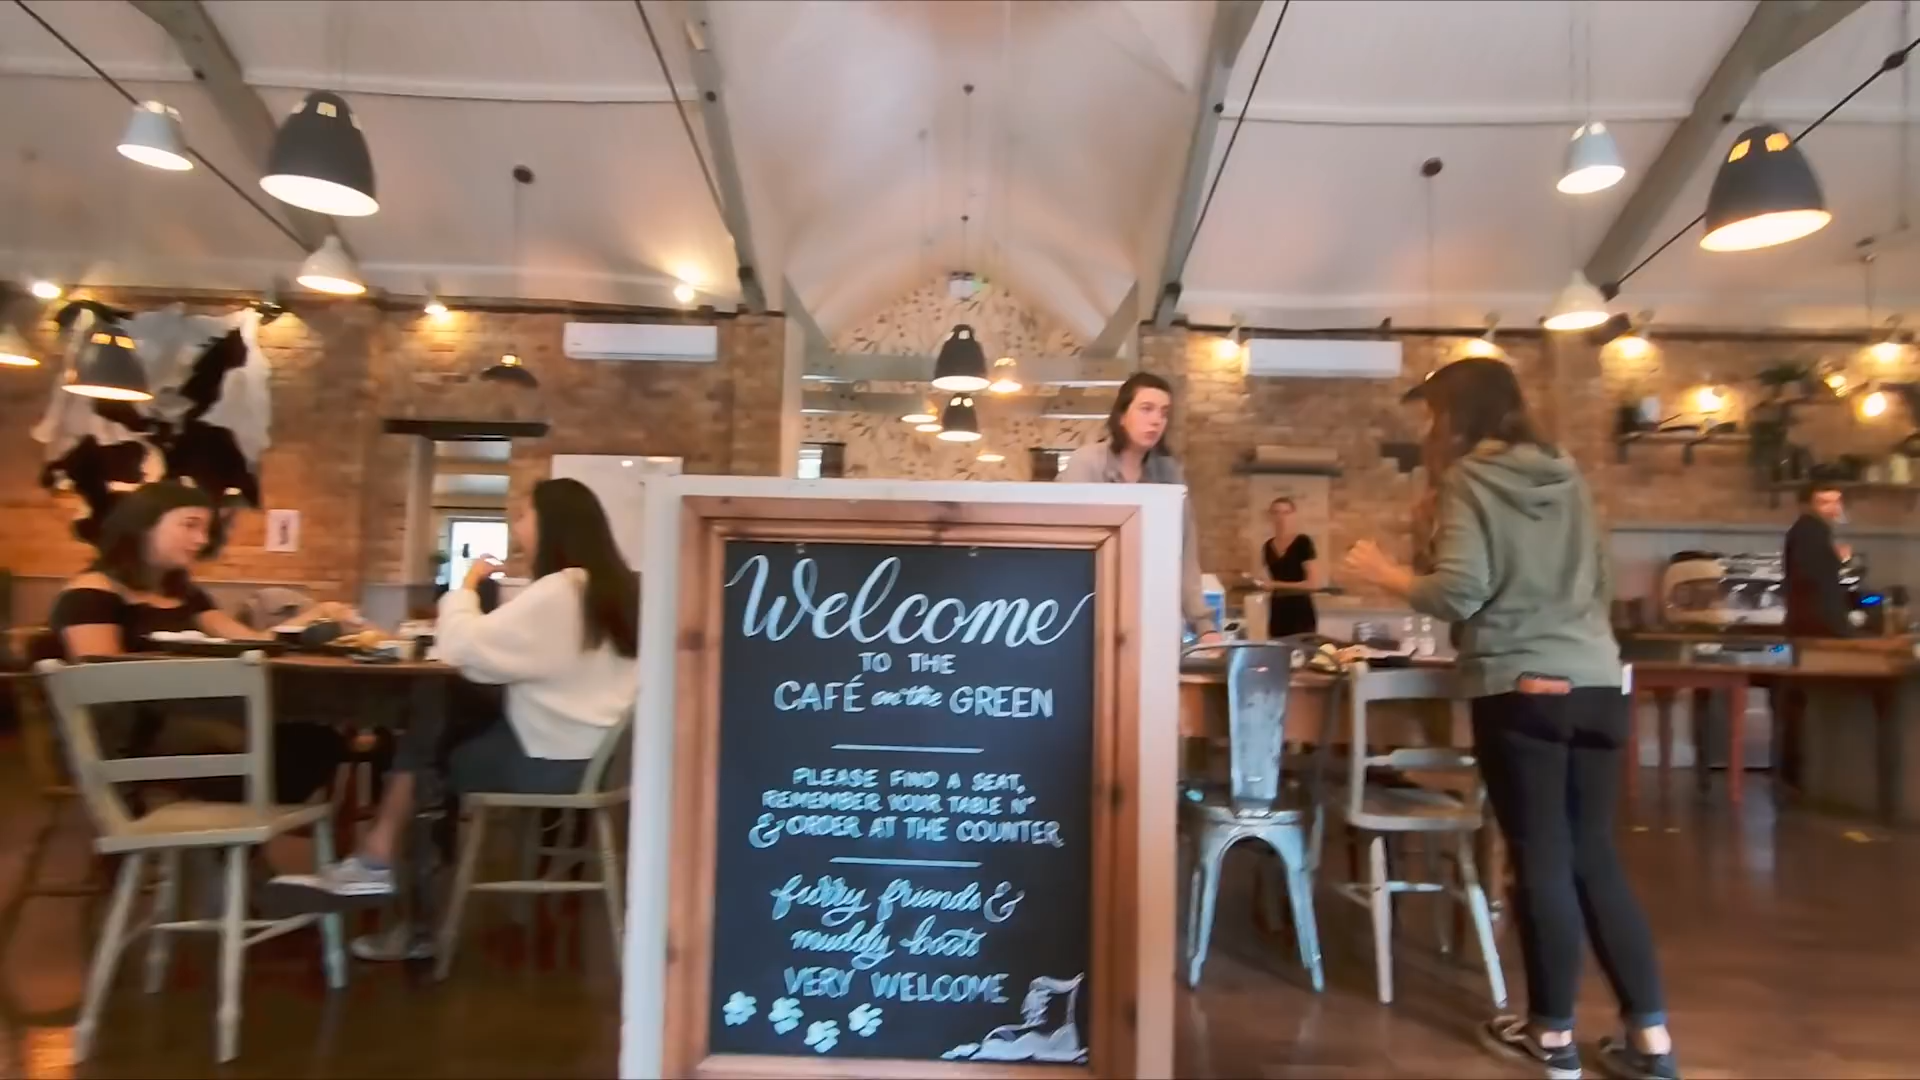 Welcome
TO THE
CAFÉ on the GREEN
PLEASE FIND A SEAT,
REMEMBER YOUR TABLE Nº
& ORDER AT THE COUNTER
furry friends &
muddy boots
VERY WELCOME